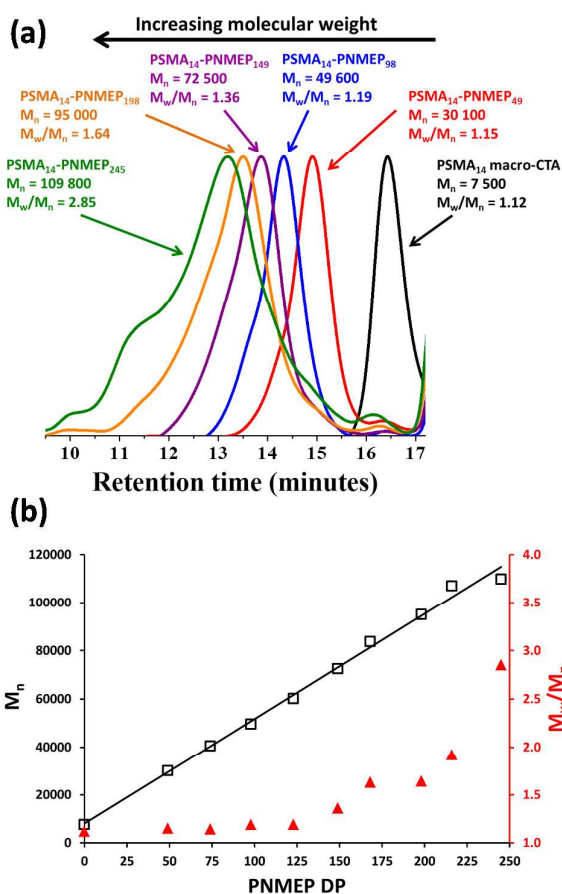 (a)
Increasing molecular weight
PSMA14-PNMEP149
Mn = 72 500
Mw/Mn = 1.36
PSMA14-PNMEP98
Mn = 49 600
Mw/Mn = 1.19
PSMA14-PNMEP198
Mn = 95 000
Mw/Mn = 1.64
PSMA14-PNMEP49
Mn = 30 100
Mw/Mn = 1.15
PSMA14-PNMEP245
Mn = 109 800
Mw/Mn = 2.85
PSMA14 macro-CTA
Mn = 7 500
Mw/Mn = 1.12
10 11 12 13 14 15 16 17
Retention time (minutes)
(b)
120000
100000
80000
60000
40000
20000
0
Mn
4.0
3.5
3.0
2.5
2.0
1.5
1.0
Mw/Mn
0 25 50 75 100 125 150 175 200 225 250
PNMEP DP